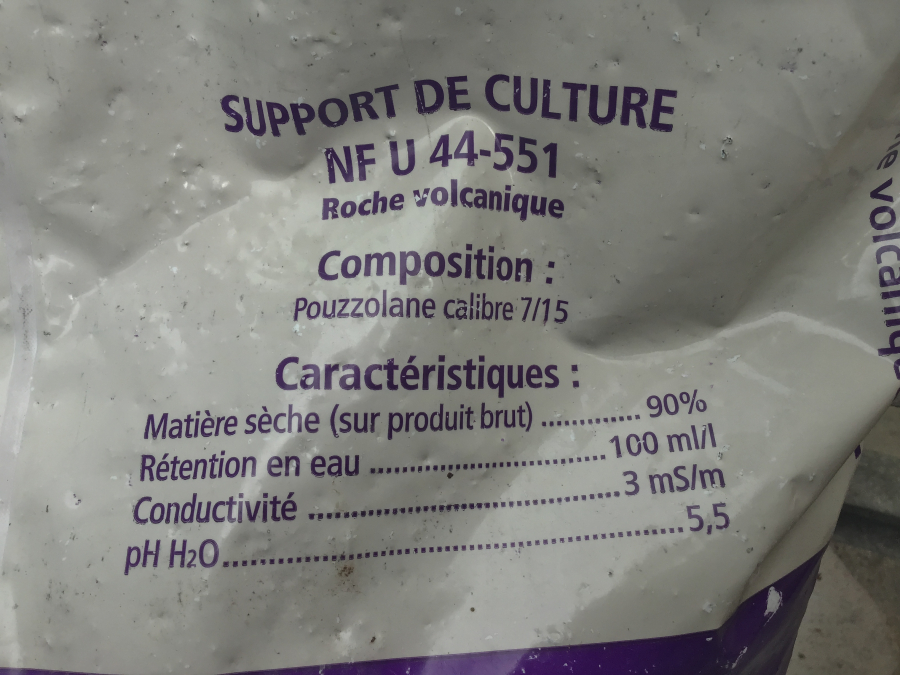 SUPPORT DE CULTURE
NF U 44-551
Roche volcanique
Composition :
Pouzzolane calibre 7/15
Caractéristiques :
Matière sèche (sur produit brut) ............ 90%
Rétention en eau .................................. 100 ml/l
Conductivité ............................................ 3 mS/m
pH H₂O................................................................ 5,5
volcaniqu